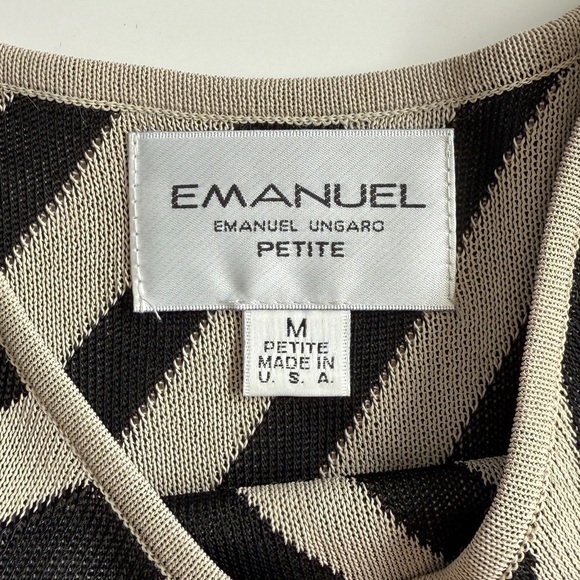 EMANUEL
EMANUEL UNGARO
PETITE
M
PETITE
MADE IN
U. S. A.